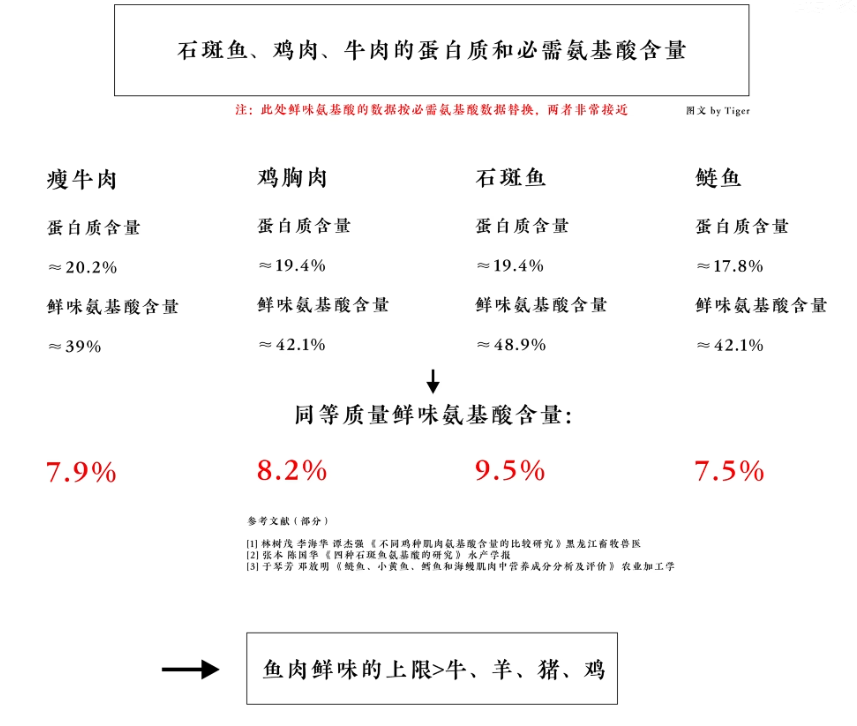 石斑鱼、鸡肉、牛肉的蛋白质和必需氨基酸含量
注：此处鲜味氨基酸的数据按必需氨基酸数据替换，两者非常接近
图文 by Tiger
瘦牛肉 鸡胸肉 石斑鱼 鲢鱼
蛋白质含量 蛋白质含量 蛋白质含量 蛋白质含量
≈20.2% ≈19.4% ≈19.4% ≈17.8%
鲜味氨基酸含量 鲜味氨基酸含量 鲜味氨基酸含量 鲜味氨基酸含量
≈39% ≈42.1% ≈48.9% ≈42.1%
同等质量鲜味氨基酸含量：
7.9% 8.2% 9.5% 7.5%
参考文献（部分）
[1] 林树茂 李海华 谭杰强《不同鸡种肌肉氨基酸含量的比较研究》黑龙江畜牧兽医
[2] 张本 陈国华《四种石斑鱼氨基酸的研究》水产学报
[3] 于琴芳 邓放明《鲢鱼、小黄鱼、鳕鱼和海鳗肌肉中营养成分分析及评价》农业加工学
鱼肉鲜味的上限>牛、羊、猪、鸡